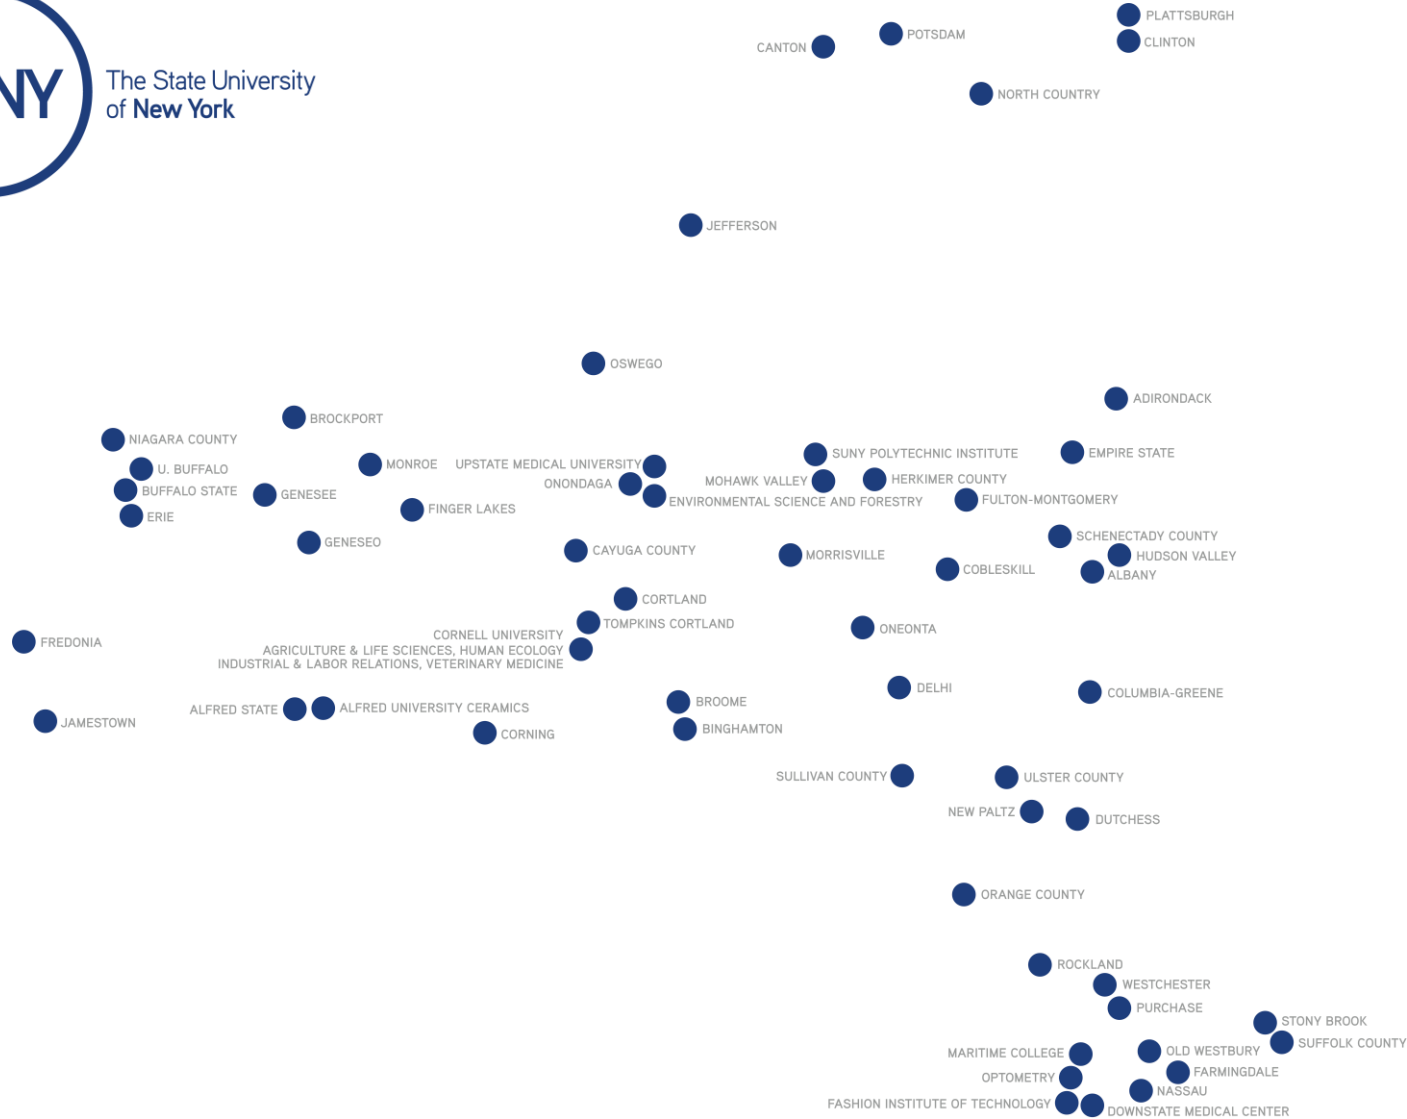 NY
The State University
of New York
PLATTSBURGH
CLINTON
POTSDAM
CANTON
NORTH COUNTRY
JEFFERSON
OSWEGO
ADIRONDACK
BROCKPORT
NIAGARA COUNTY
SUNY POLYTECHNIC INSTITUTE
EMPIRE STATE
MONROE
UPSTATE MEDICAL UNIVERSITY
U. BUFFALO
MOHAWK VALLEY
HERKIMER COUNTY
ONONDAGA
BUFFALO STATE
GENESEE
ENVIRONMENTAL SCIENCE AND FORESTRY
FULTON-MONTGOMERY
FINGER LAKES
ERIE
SCHENECTADY COUNTY
GENESEO
CAYUGA COUNTY
MORRISVILLE
HUDSON VALLEY
COBLESKILL
ALBANY
CORTLAND
TOMPKINS CORTLAND
ONEONTA
CORNELL UNIVERSITY
AGRICULTURE & LIFE SCIENCES, HUMAN ECOLOGY
INDUSTRIAL & LABOR RELATIONS, VETERINARY MEDICINE
FREDONIA
DELHI
COLUMBIA-GREENE
BROOME
ALFRED STATE
ALFRED UNIVERSITY CERAMICS
JAMESTOWN
BINGHAMTON
CORNING
SULLIVAN COUNTY
ULSTER COUNTY
NEW PALTZ
DUTCHESS
ORANGE COUNTY
ROCKLAND
WESTCHESTER
PURCHASE
STONY BROOK
SUFFOLK COUNTY
MARITIME COLLEGE
OLD WESTBURY
FARMINGDALE
OPTOMETRY
NASSAU
FASHION INSTITUTE OF TECHNOLOGY
DOWNSTATE MEDICAL CENTER